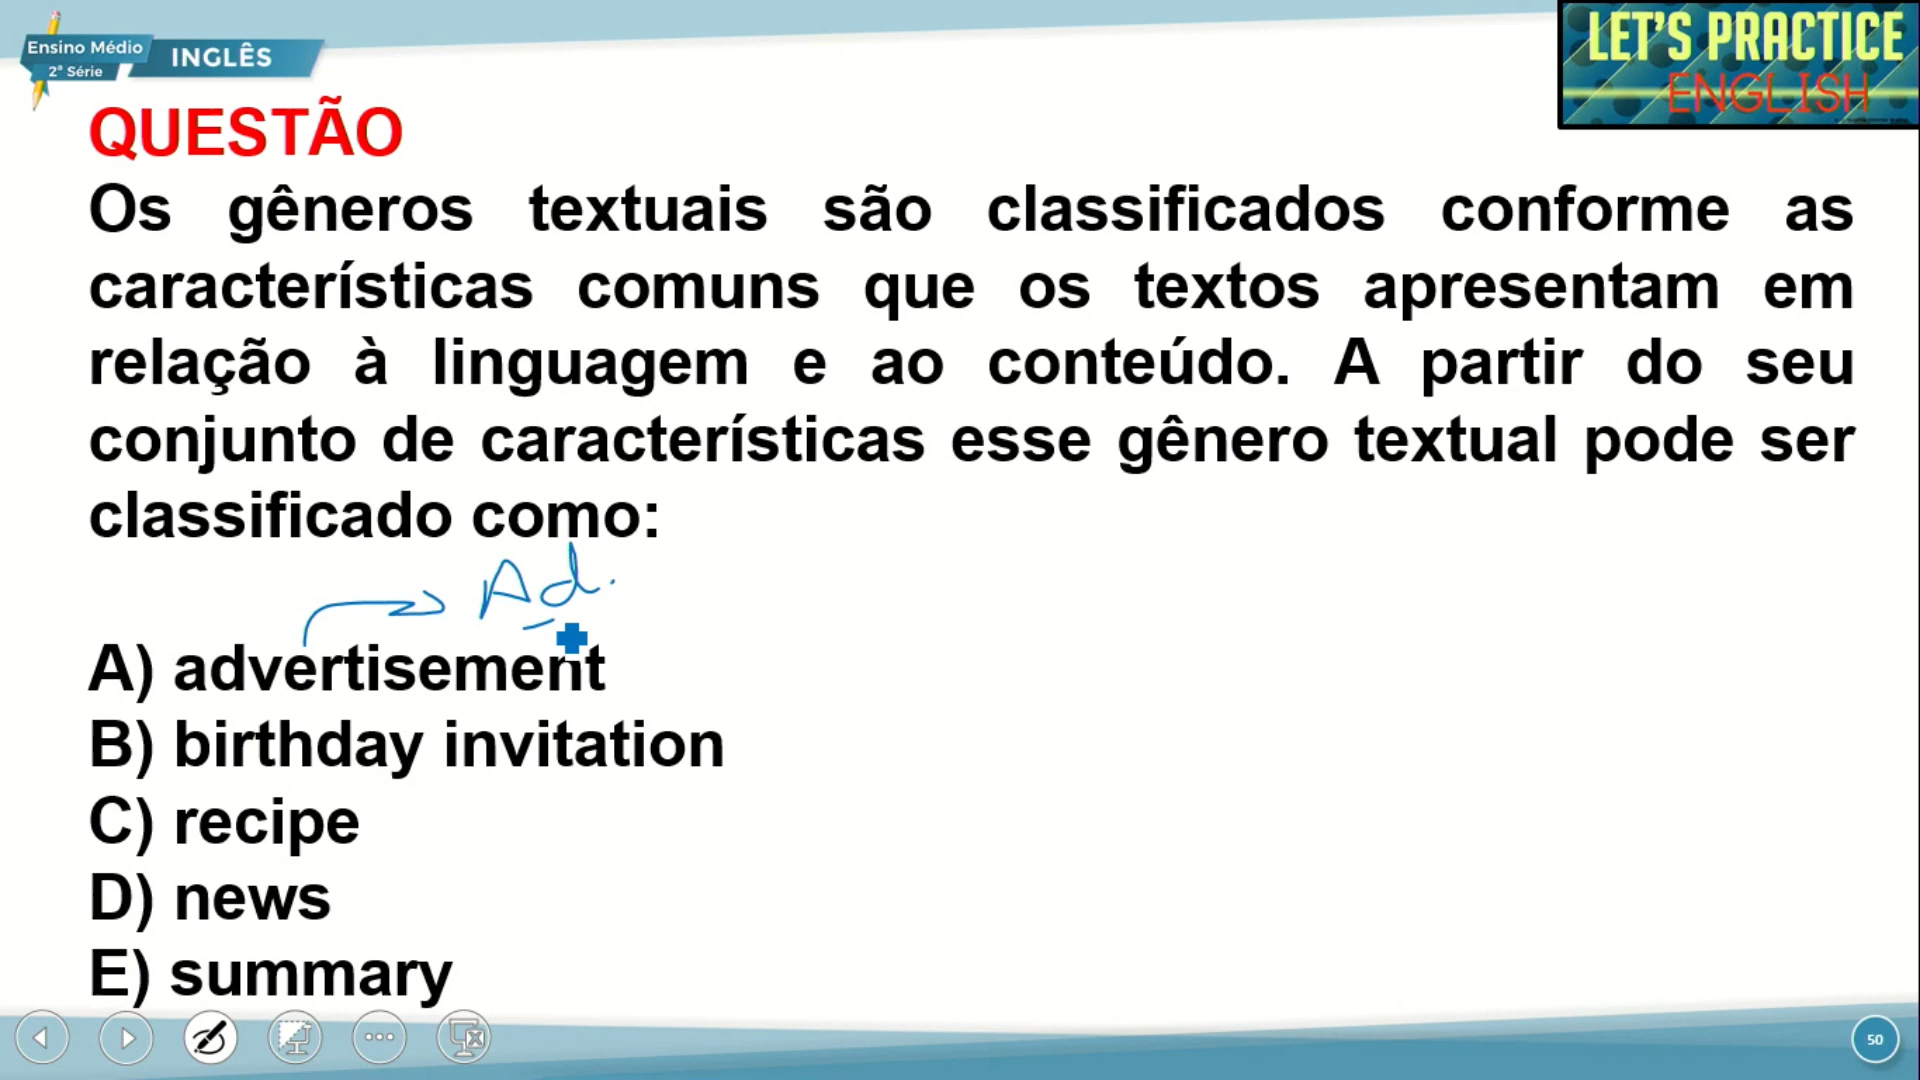 Ensino Médio
2ª Série
INGLÊS
LET'S PRACTICE
ENGLISH
QUESTÃO
Os gêneros textuais são classificados conforme as
características comuns que os textos apresentam em
relação à linguagem e ao conteúdo. A partir do seu
conjunto de características esse gênero textual pode ser
classificado como:
Ad.
A) advertisement
B) birthday invitation
C) recipe
D) news
E) summary
50